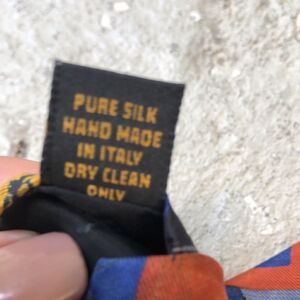 PURE SILK
HAND MADE
IN ITALY
DRY CLEAN
ONLY